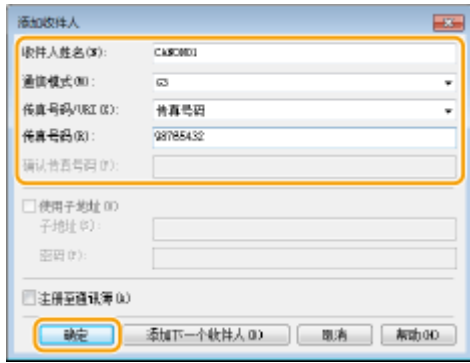 添加收件人
收件人姓名(N): CANON01
通信模式(M): G3
传真号码/URI(X): 传真号码
传真号码(R): 98765432
确认传真号码(F):
使用子地址(U)
子地址(S):
密码(P):
注册至通讯簿(A)
确定 添加下一个收件人(D) 取消 帮助(H)